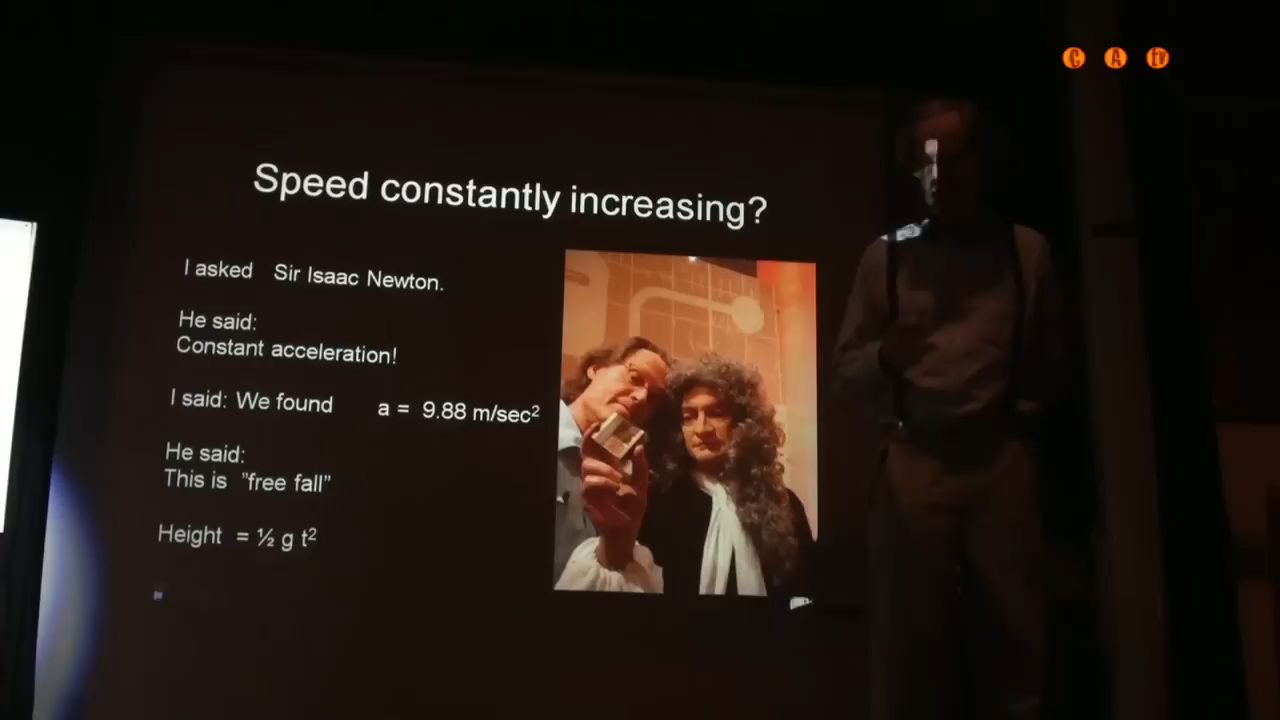 C A tv
Speed constantly increasing?
I asked Sir Isaac Newton.
He said:
Constant acceleration!
I said: We found a = 9.88 m/sec²
He said:
This is "free fall"
Height = ½ g t²